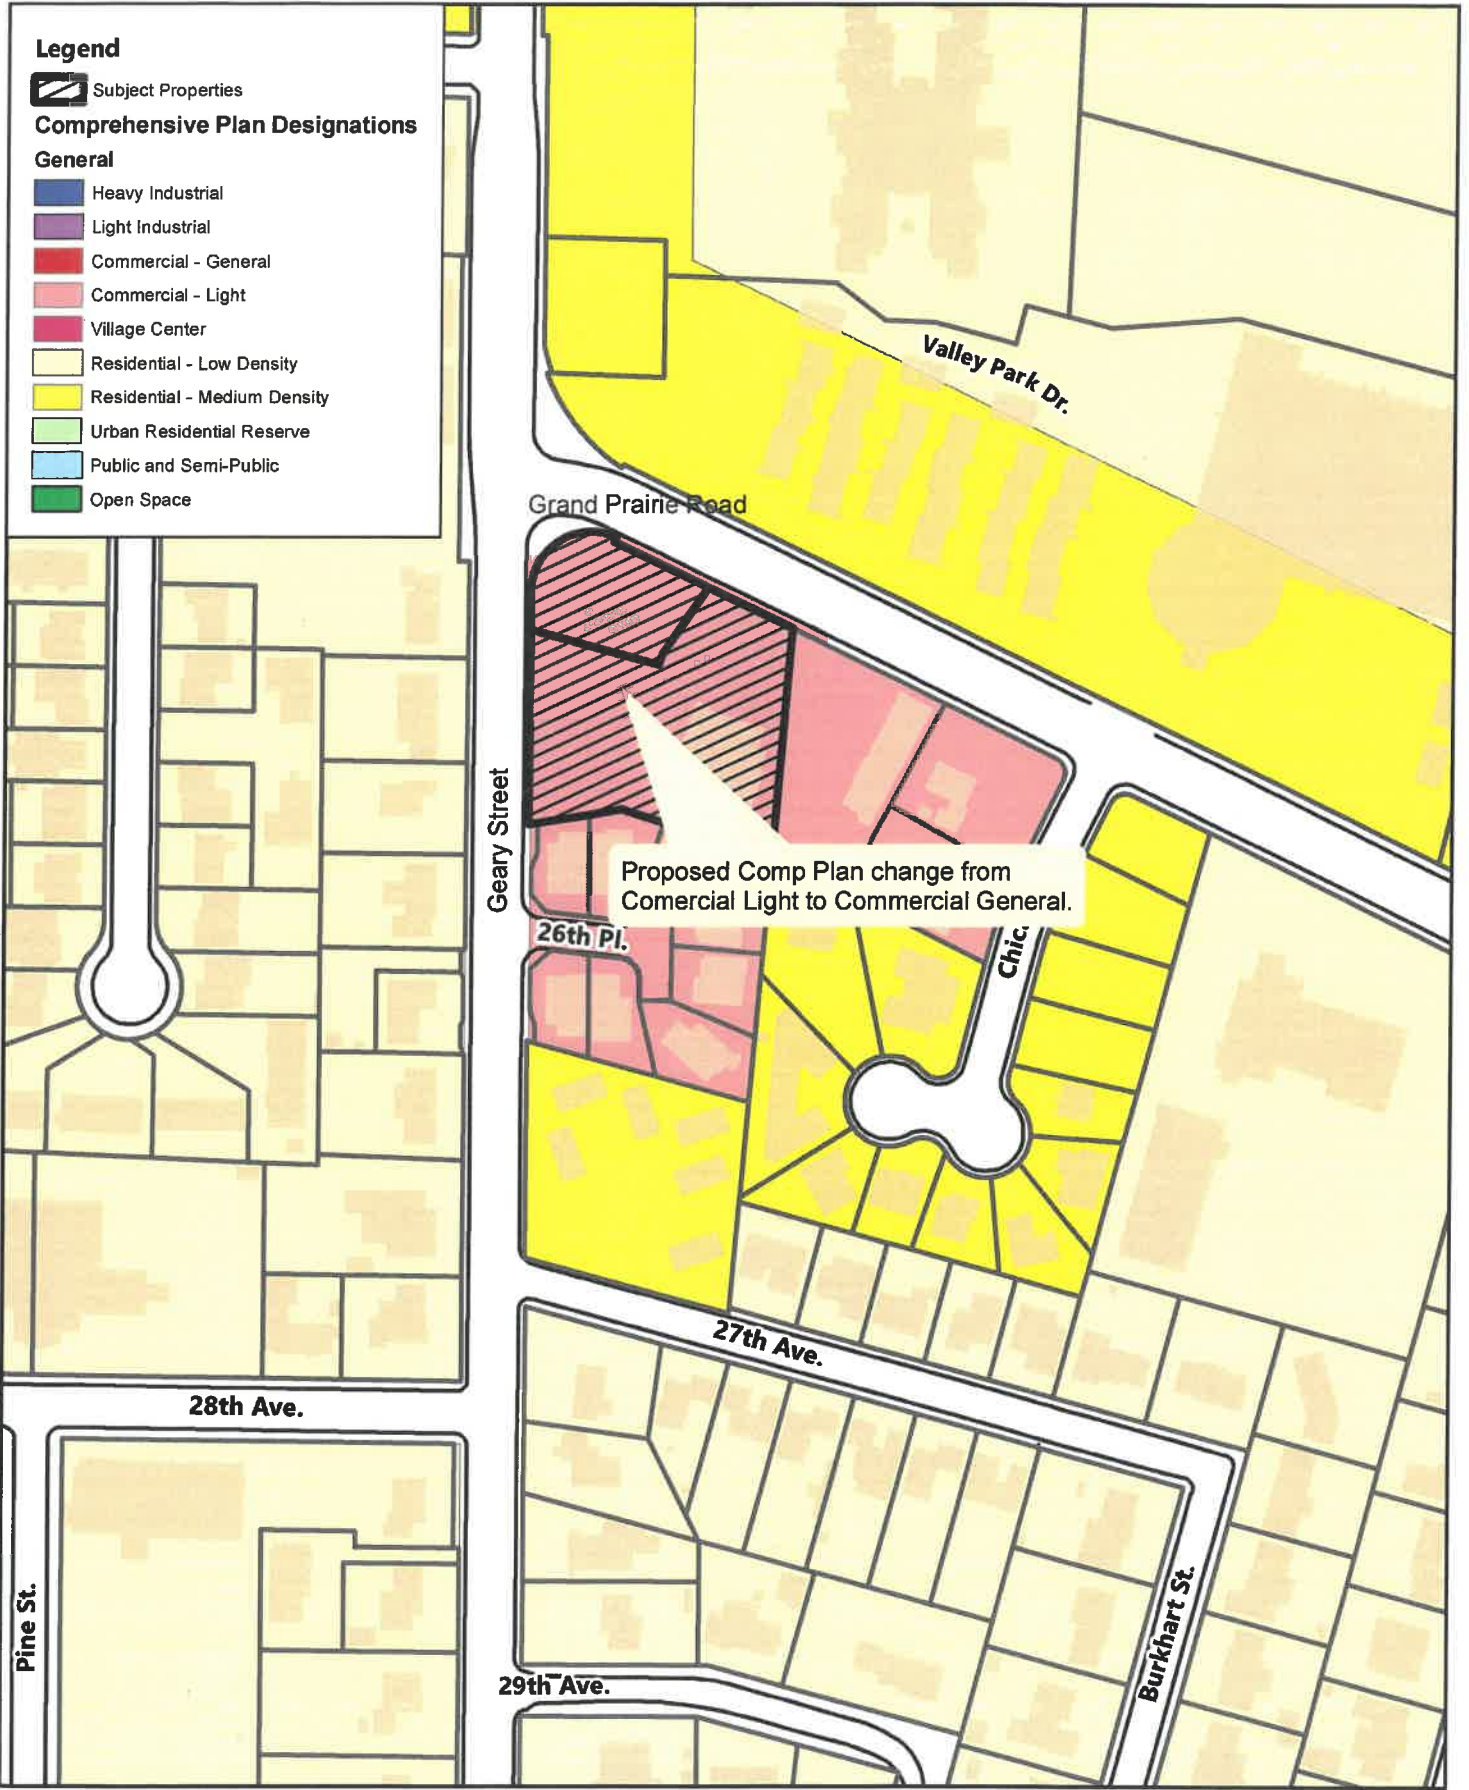 Legend
Subject Properties
Comprehensive Plan Designations
General
Heavy Industrial
Light Industrial
Commercial - General
Commercial - Light
Village Center
Residential - Low Density
Residential - Medium Density
Urban Residential Reserve
Public and Semi-Public
Open Space
Valley Park Dr.
Grand Prairie Road
Geary Street
Proposed Comp Plan change from
Comercial Light to Commercial General.
26th Pl.
Chic
27th Ave.
28th Ave.
Pine St.
Burkhart St.
29th Ave.